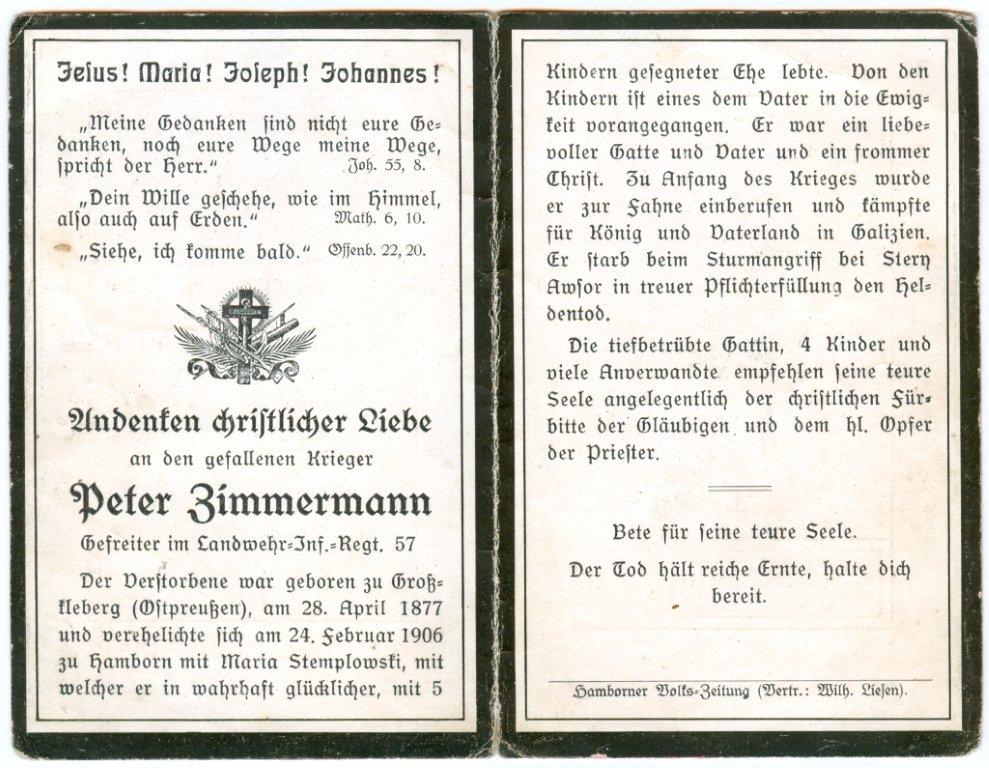 Jesus! Maria! Joseph! Johannes!
„Meine Gedanken sind nicht eure Ge-
danken, noch eure Wege meine Wege,
spricht der Herr.“ Joh. 55, 8.
„Dein Wille geschehe, wie im Himmel,
also auch auf Erden.“ Math. 6, 10.
„Siehe, ich komme bald.“ Offenb. 22, 20.
Andenken christlicher Liebe
an den gefallenen Krieger
Peter Zimmermann
Gefreiter im Landwehr-Inf.-Regt. 57
Der Verstorbene war geboren zu Groß-
kleberg (Ostpreußen), am 28. April 1877
und verehelichte sich am 24. Februar 1906
zu Hamborn mit Maria Stemplowski, mit
welcher er in wahrhaft glücklicher, mit 5
Kindern gesegneter Ehe lebte. Von den
Kindern ist eines dem Vater in die Ewig-
keit vorangegangen. Er war ein liebe-
voller Gatte und Vater und ein frommer
Christ. Zu Anfang des Krieges wurde
er zur Fahne einberufen und kämpfte
für König und Vaterland in Galizien.
Er starb beim Sturmangriff bei Stery
Awsor in treuer Pflichterfüllung den Hel-
dentod.
Die tiefbetrübte Gattin, 4 Kinder und
viele Anverwandte empfehlen seine teure
Seele angelegentlich der christlichen Für-
bitte der Gläubigen und dem hl. Opfer
der Priester.
Bete für seine teure Seele.
Der Tod hält reiche Ernte, halte dich
bereit.
Hamborner Volks-Zeitung (Vertr.: Wilh. Liesen).